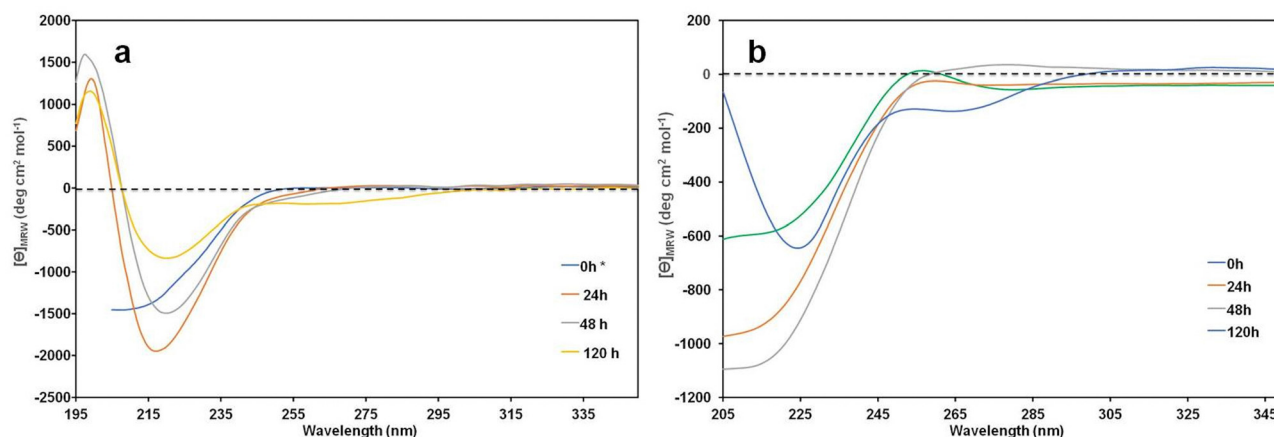 a
2000
1500
1000
500
0
-500
-1000
-1500
-2000
-2500
[Θ]MRW (deg cm² mol⁻¹)
195 215 235 255 275 295 315 335
Wavelength (nm)
0h *
24h
48 h
120 h
b
200
0
-200
-400
-600
-800
-1000
-1200
[Θ]MRW (deg cm² mol⁻¹)
205 225 245 265 285 305 325 345
Wavelength (nm)
0h
24h
48h
120h